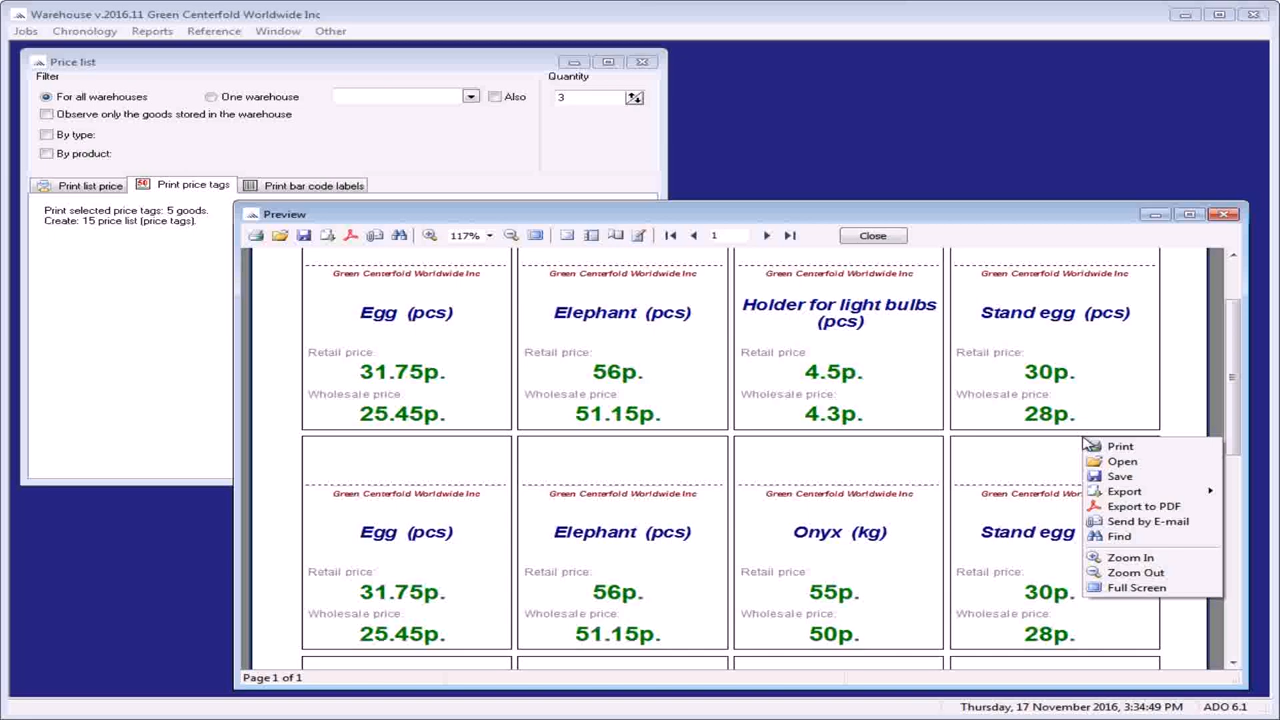 Warehouse v.2016.11 Green Centerfold Worldwide Inc
Jobs Chronology Reports Reference Window Other
Price list
Filter Quantity
For all warehouses One warehouse Also 3
Observe only the goods stored in the warehouse
By type:
By product:
Print list price 50 Print price tags Print bar code labels
Print selected price tags: 5 goods.
Create: 15 price list (price tags).
Preview
117% 1 Close
Green Centerfold Worldwide Inc Green Centerfold Worldwide Inc Green Centerfold Worldwide Inc Green Centerfold Worldwide Inc
Egg (pcs) Elephant (pcs) Holder for light bulbs (pcs) Stand egg (pcs)
Retail price: Retail price: Retail price: Retail price:
31.75p. 56p. 4.5p. 30p.
Wholesale price: Wholesale price: Wholesale price: Wholesale price:
25.45p. 51.15p. 4.3p. 28p.
Green Centerfold Worldwide Inc Green Centerfold Worldwide Inc Green Centerfold Worldwide Inc Green Centerfold Wo
Egg (pcs) Elephant (pcs) Onyx (kg) Stand egg
Retail price: Retail price: Retail price: Retail price:
31.75p. 56p. 55p. 30p.
Wholesale price: Wholesale price: Wholesale price: Wholesale price:
25.45p. 51.15p. 50p. 28p.
Print
Open
Save
Export
Export to PDF
Send by E-mail
Find
Zoom In
Zoom Out
Full Screen
Page 1 of 1
Thursday, 17 November 2016, 3:34:49 PM ADO 6.1